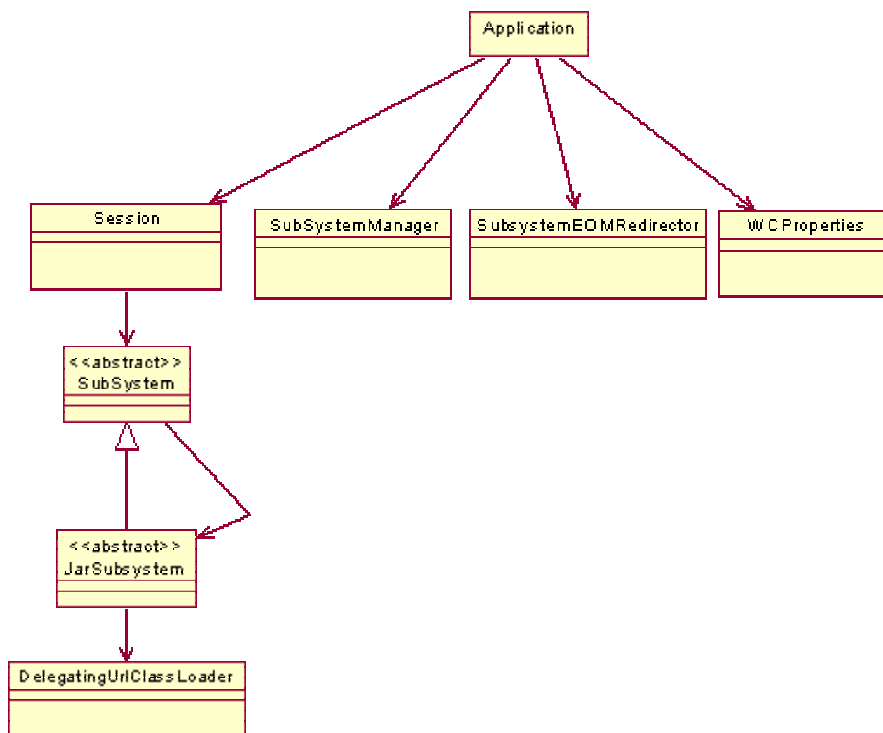 Application
Session
SubSystemManager
SubsystemEOMRedirector
WCProperties
<<abstract>>
SubSystem
<<abstract>>
JarSubsystem
DelegatingUrlClassLoader